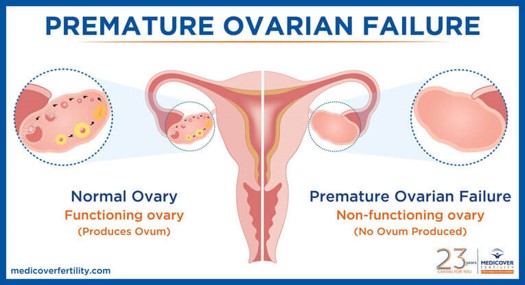 PREMATURE OVARIAN FAILURE
Normal Ovary
Functioning ovary
(Produces Ovum)
Premature Ovarian Failure
Non-functioning ovary
(No Ovum Produced)
medicoverfertility.com
23 years
CARING FOR YOU
MEDICOVER
FERTILITY